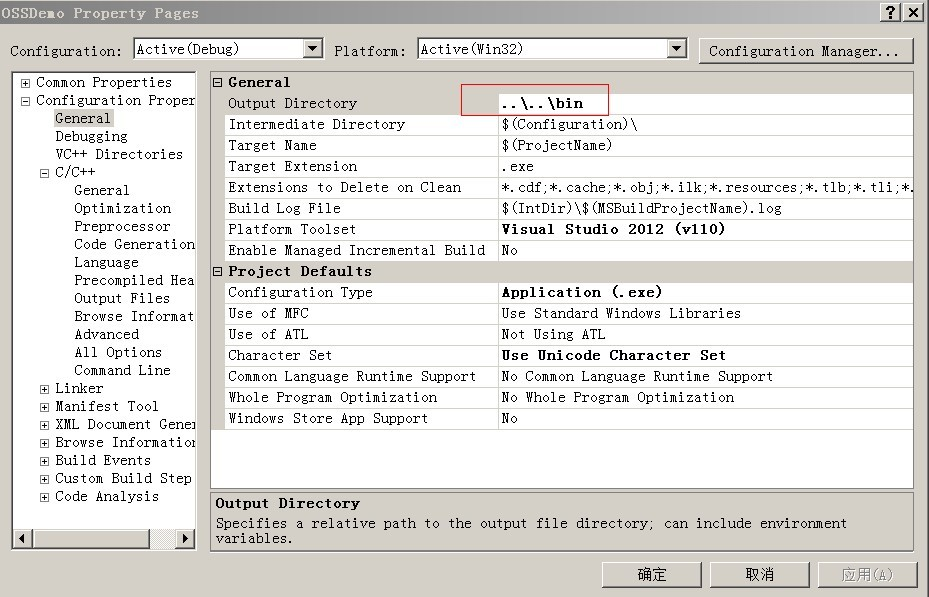 OSSDemo Property Pages
Configuration: Active(Debug) Platform: Active(Win32) Configuration Manager...
Common Properties
Configuration Proper
General
Debugging
VC++ Directories
C/C++
General
Optimization
Preprocessor
Code Generation
Language
Precompiled Hea
Output Files
Browse Informat
Advanced
All Options
Command Line
Linker
Manifest Tool
XML Document Gener
Browse Information
Build Events
Custom Build Step
Code Analysis
General
Output Directory ..\..\bin
Intermediate Directory $(Configuration)\
Target Name $(ProjectName)
Target Extension .exe
Extensions to Delete on Clean *.cdf;*.cache;*.obj;*.ilk;*.resources;*.tlb;*.tli;*.
Build Log File $(IntDir)\$(MSBuildProjectName).log
Platform Toolset Visual Studio 2012 (v110)
Enable Managed Incremental Build No
Project Defaults
Configuration Type Application (.exe)
Use of MFC Use Standard Windows Libraries
Use of ATL Not Using ATL
Character Set Use Unicode Character Set
Common Language Runtime Support No Common Language Runtime Support
Whole Program Optimization No Whole Program Optimization
Windows Store App Support No
Output Directory
Specifies a relative path to the output file directory; can include environment
variables.
确定 取消 应用(A)